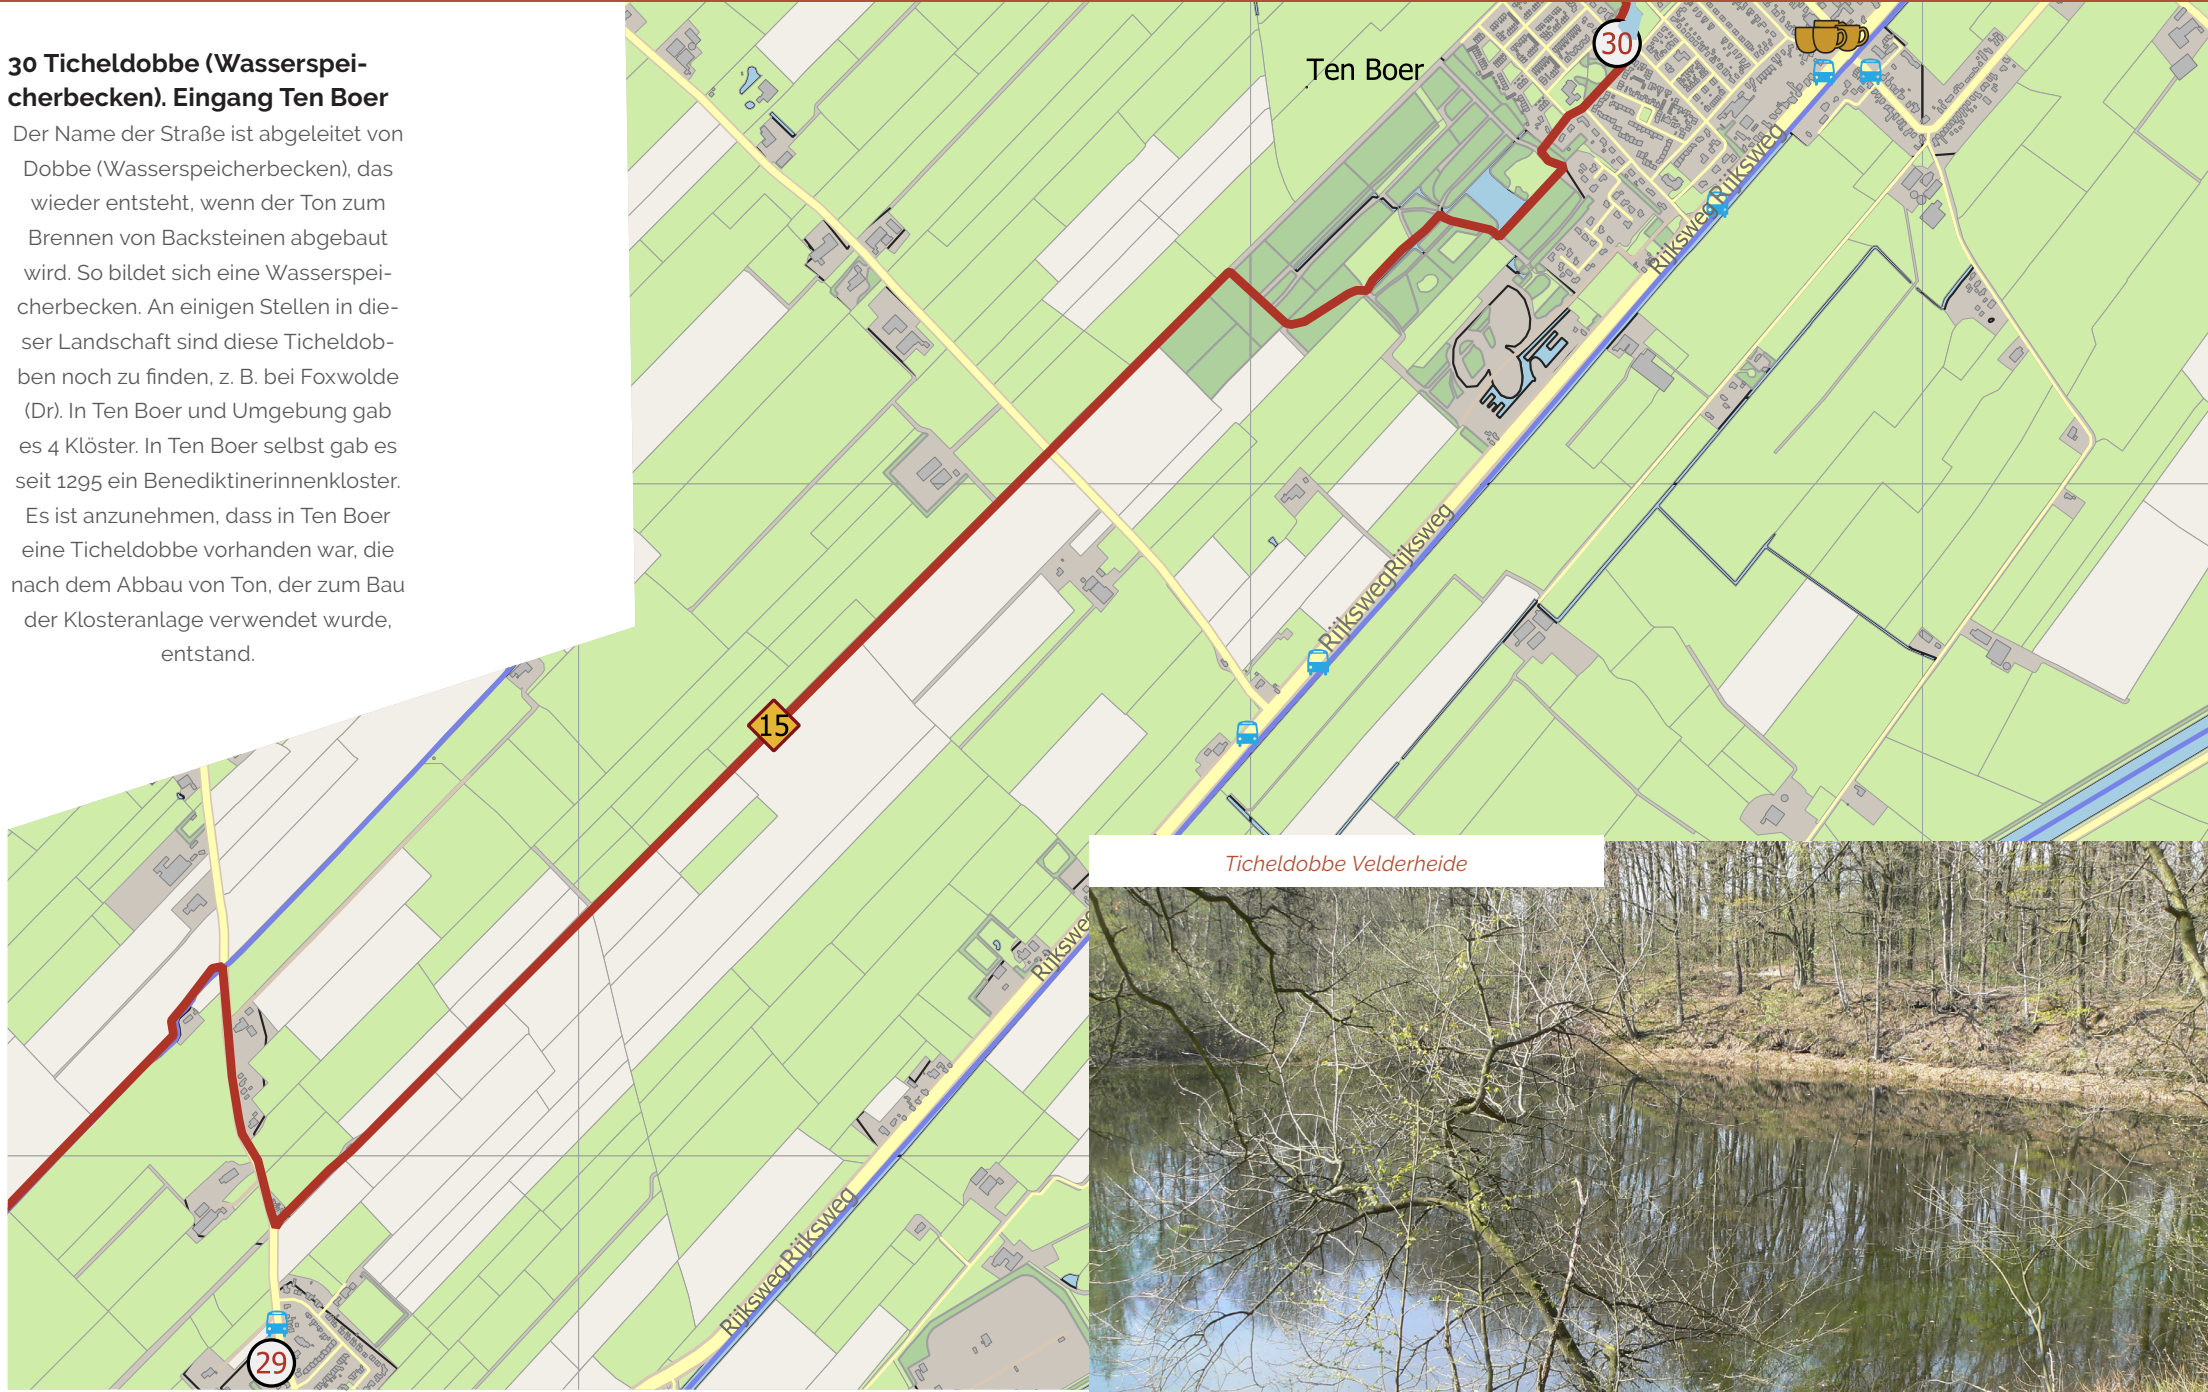 30 Ticheldobbe (Wasserspei-
cherbecken). Eingang Ten Boer
Der Name der Straße ist abgeleitet von
Dobbe (Wasserspeicherbecken), das
wieder entsteht, wenn der Ton zum
Brennen von Backsteinen abgebaut
wird. So bildet sich eine Wasserspei-
cherbecken. An einigen Stellen in die-
ser Landschaft sind diese Ticheldob-
ben noch zu finden, z. B. bei Foxwolde
(Dr). In Ten Boer und Umgebung gab
es 4 Klöster. In Ten Boer selbst gab es
seit 1295 ein Benediktinerinnenkloster.
Es ist anzunehmen, dass in Ten Boer
eine Ticheldobbe vorhanden war, die
nach dem Abbau von Ton, der zum Bau
der Klosteranlage verwendet wurde,
entstand.
30
Ten Boer
Rijksweg
Rijksweg
Rijksweg
Rijksweg
15
Ticheldobbe Velderheide
Rijksweg
Rijksweg
Rijksweg
29